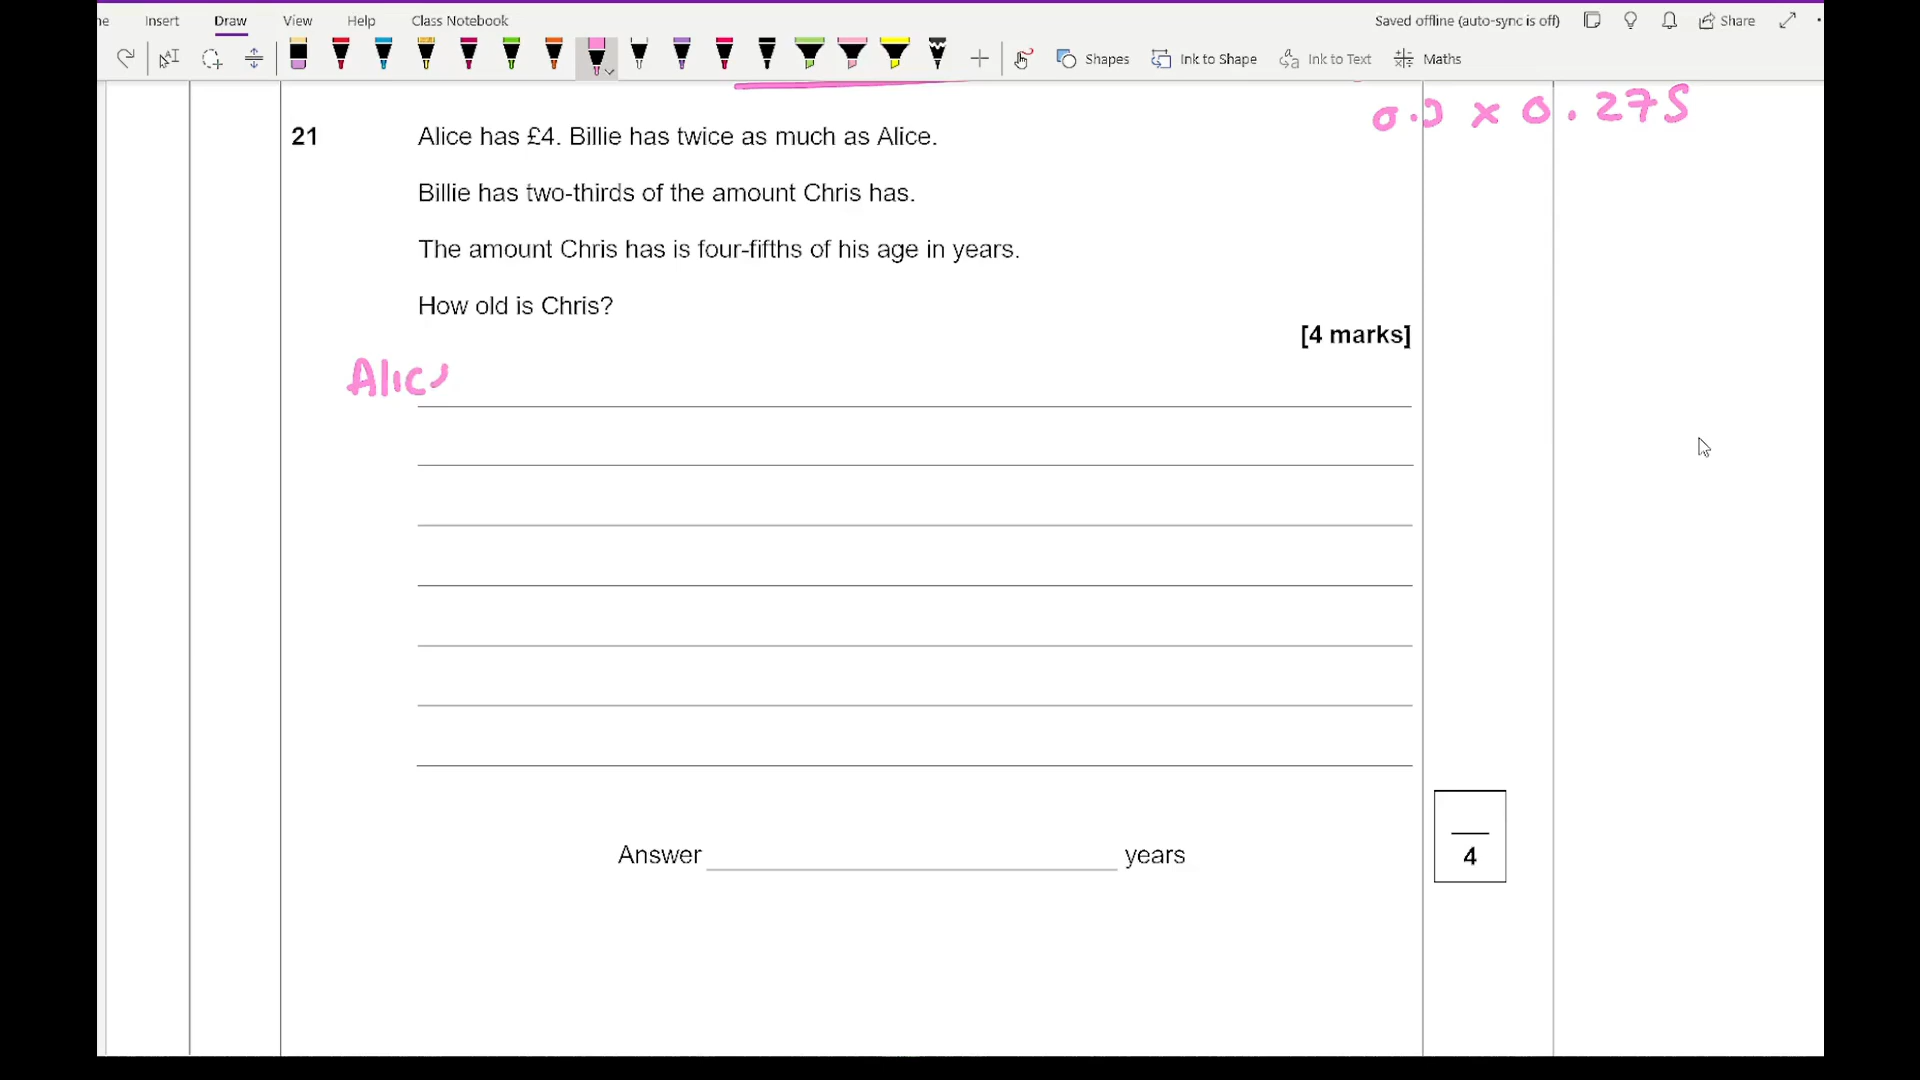 Insert Draw View Help Class Notebook Saved offline (auto-sync is off) Share
Shapes Ink to Shape Ink to Text Maths
0.9 x 0.275
21 Alice has £4. Billie has twice as much as Alice.
Billie has two-thirds of the amount Chris has.
The amount Chris has is four-fifths of his age in years.
How old is Chris?
[4 marks]
Alic
Answer years
4